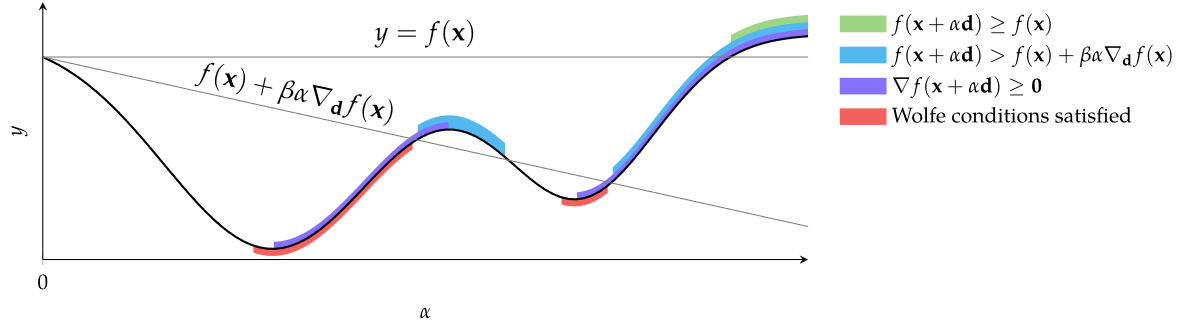 y = f(𝐱)
f(𝐱) + βα∇_𝐝 f(𝐱)
y
0
α
f(𝐱 + α𝐝) ≥ f(𝐱)
f(𝐱 + α𝐝) > f(𝐱) + βα∇_𝐝 f(𝐱)
∇f(𝐱 + α𝐝) ≥ 𝟎
Wolfe conditions satisfied